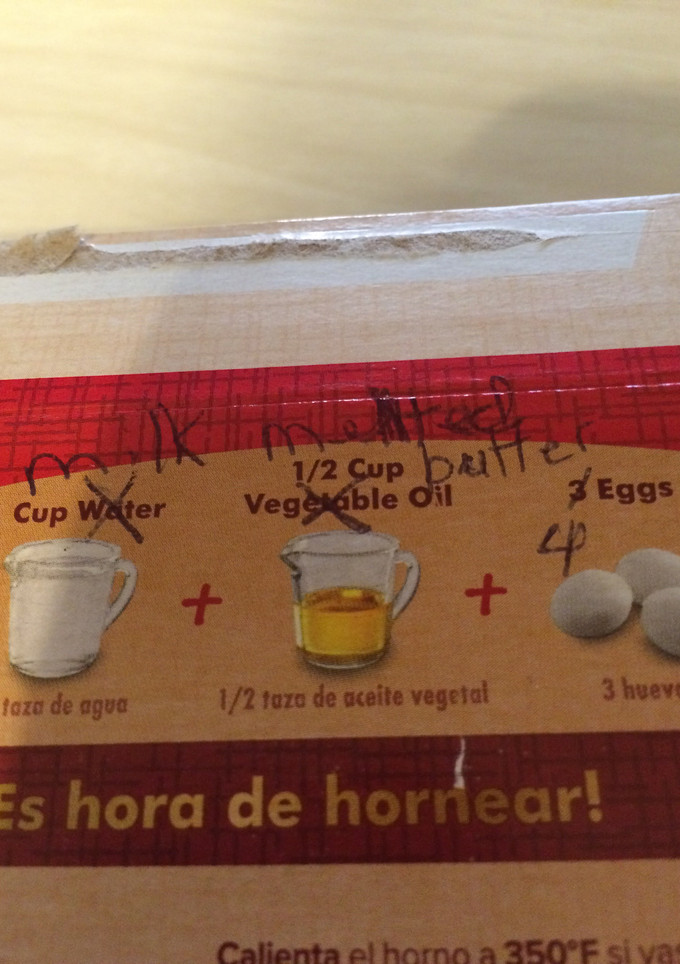 milk melted
butter
Cup Water
1/2 Cup
Vegetable Oil
3 Eggs
4
+
+
taza de agua
1/2 taza de aceite vegetal
3 huev
Es hora de hornear!
Calienta el horno a 350°F si vas